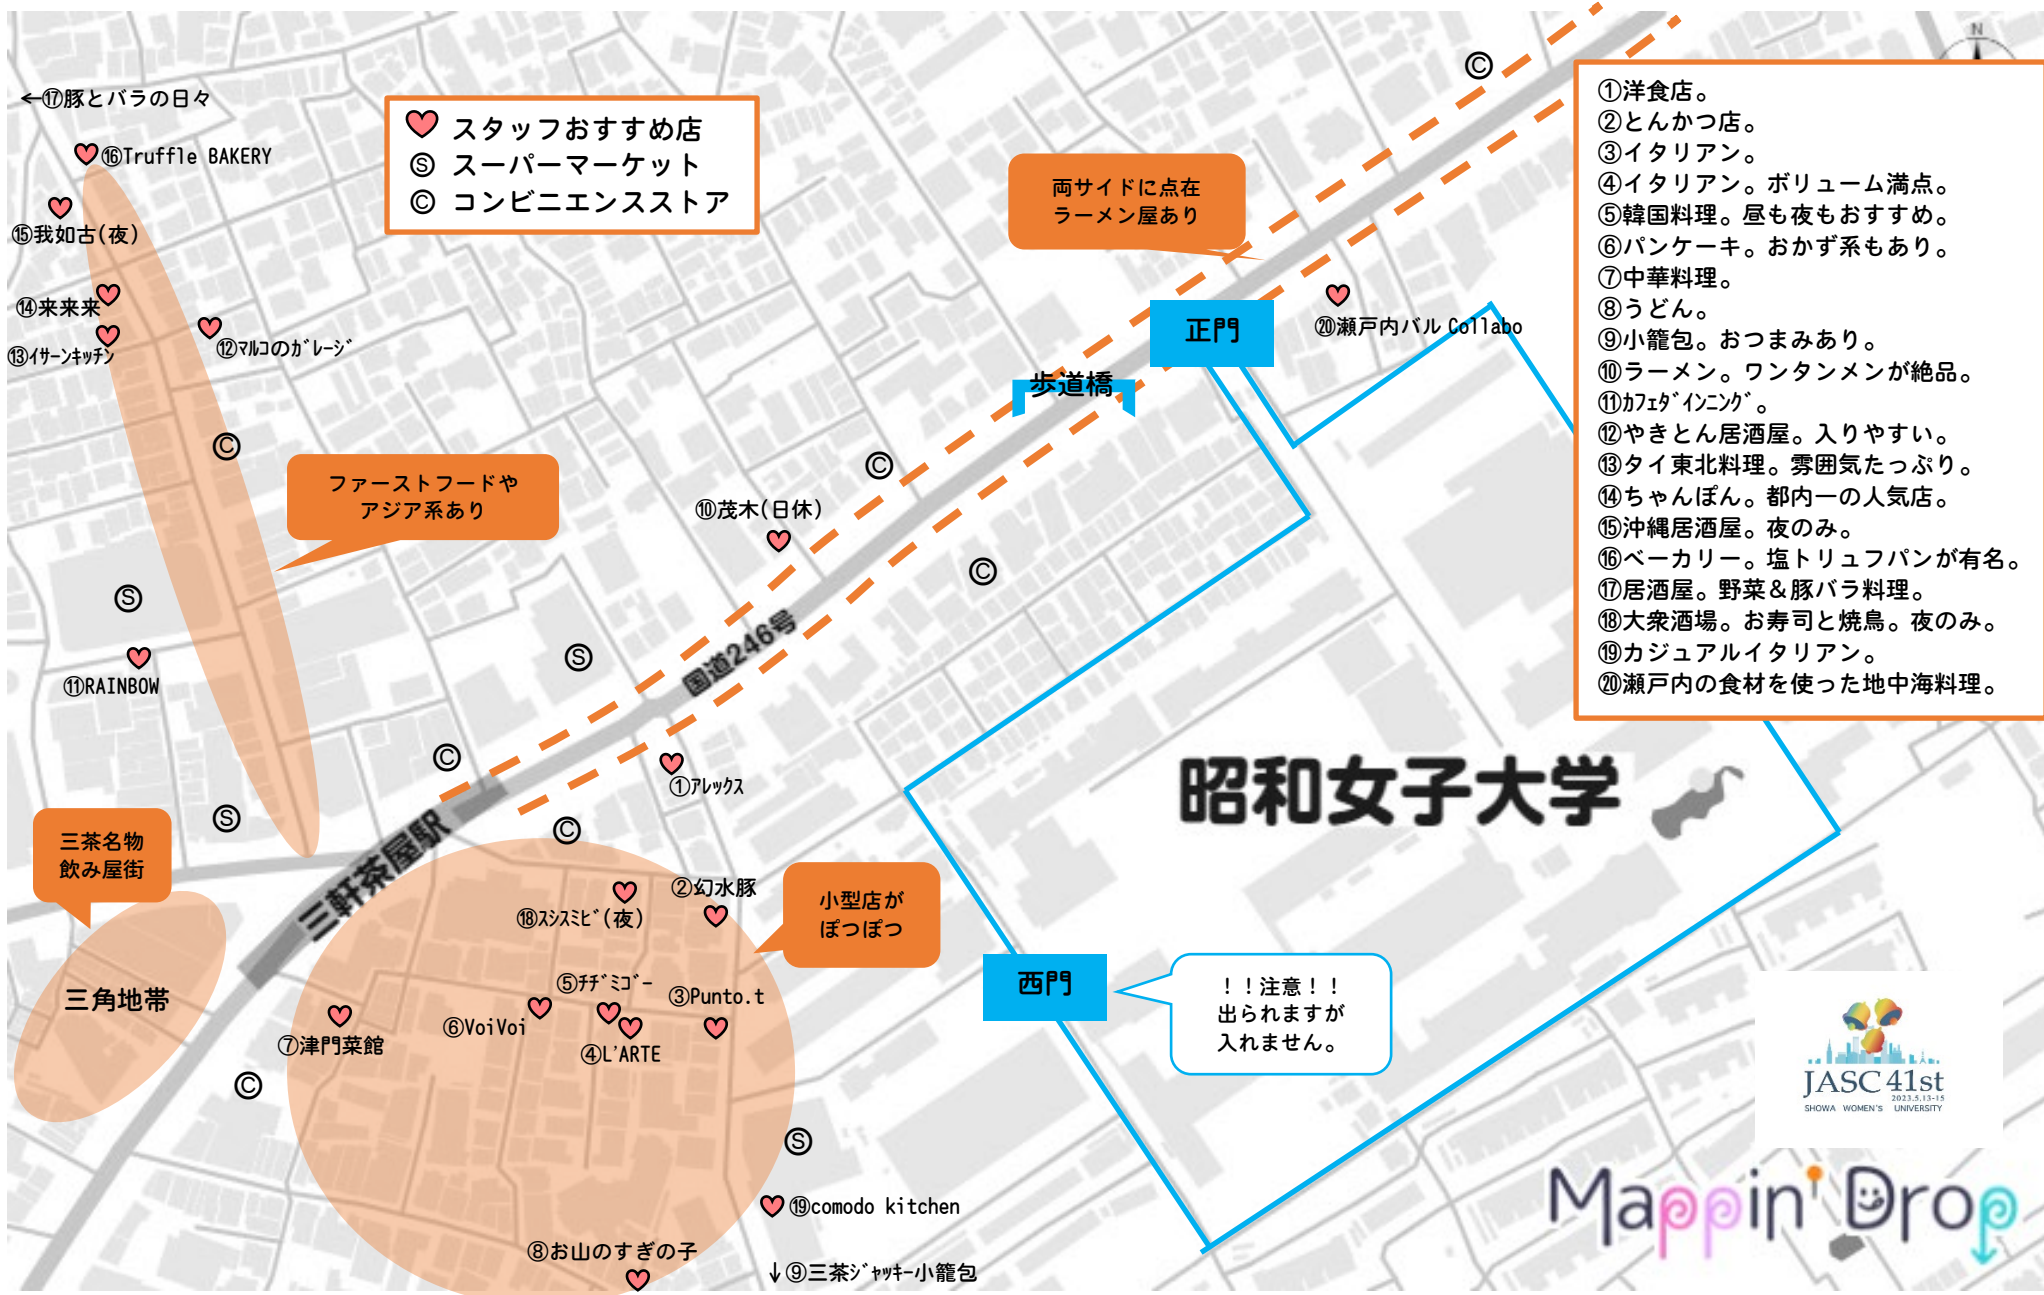 N
←⑰豚とバラの日々
⑯Truffle BAKERY
⑮我如古(夜)
⑭来来来
⑬ｲｻｰﾝｷｯﾁﾝ
⑫ﾏﾙｺのｶﾞﾚｰｼﾞ
スタッフおすすめ店
Ⓢ スーパーマーケット
Ⓒ コンビニエンスストア
両サイドに点在
ラーメン屋あり
①洋食店。
②とんかつ店。
③イタリアン。
④イタリアン。ボリューム満点。
⑤韓国料理。昼も夜もおすすめ。
⑥パンケーキ。おかず系もあり。
⑦中華料理。
⑧うどん。
⑨小籠包。おつまみあり。
⑩ラーメン。ワンタンメンが絶品。
⑪ｶﾌｪﾀﾞｲﾝﾆﾝｸﾞ。
⑫やきとん居酒屋。入りやすい。
⑬タイ東北料理。雰囲気たっぷり。
⑭ちゃんぽん。都内一の人気店。
⑮沖縄居酒屋。夜のみ。
⑯ベーカリー。塩トリュフパンが有名。
⑰居酒屋。野菜＆豚バラ料理。
⑱大衆酒場。お寿司と焼鳥。夜のみ。
⑲カジュアルイタリアン。
⑳瀬戸内の食材を使った地中海料理。
正門
⑳瀬戸内バル Collabo
歩道橋
ファーストフードや
アジア系あり
⑩茂木(日休)
Ⓒ
Ⓒ
Ⓒ
Ⓒ
Ⓢ
Ⓢ
国道246号
⑪RAINBOW
Ⓒ
①ｱﾚｯｸｽ
昭和女子大学
Ⓢ
Ⓒ
三茶名物
飲み屋街
三軒茶屋駅
②幻水豚
⑱ｽｼｽﾐﾋﾞ(夜)
小型店が
ぽつぽつ
三角地帯
⑤ﾁﾁﾞﾐｺﾞｰ
③Punto.t
⑥VoiVoi
④L'ARTE
⑦津門菜館
Ⓒ
西門
！！注意！！
出られますが
入れません。
JASC 41st
2023.5.13-15
SHOWA WOMEN'S UNIVERSITY
Ⓢ
⑲comodo kitchen
⑧お山のすぎの子
↓⑨三茶ｼﾞｬｯｷｰ小籠包
Mappin' Drop